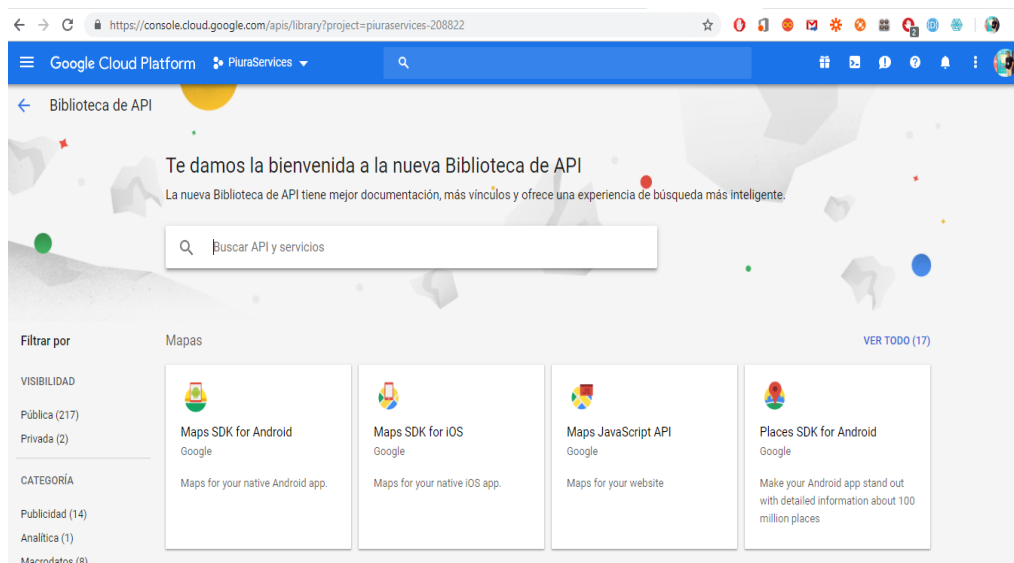 https://console.cloud.google.com/apis/library?project=piuraservices-208822
2
Google Cloud Platform PiuraServices
Biblioteca de API
Te damos la bienvenida a la nueva Biblioteca de API
La nueva Biblioteca de API tiene mejor documentación, más vínculos y ofrece una experiencia de búsqueda más inteligente.
Buscar API y servicios
Filtrar por
VISIBILIDAD
Pública (217)
Privada (2)
CATEGORÍA
Publicidad (14)
Analítica (1)
Macrodatos (8)
Mapas
VER TODO (17)
Maps SDK for Android
Google
Maps for your native Android app.
Maps SDK for iOS
Google
Maps for your native iOS app.
Maps JavaScript API
Google
Maps for your website
Places SDK for Android
Google
Make your Android app stand out
with detailed information about 100
million places